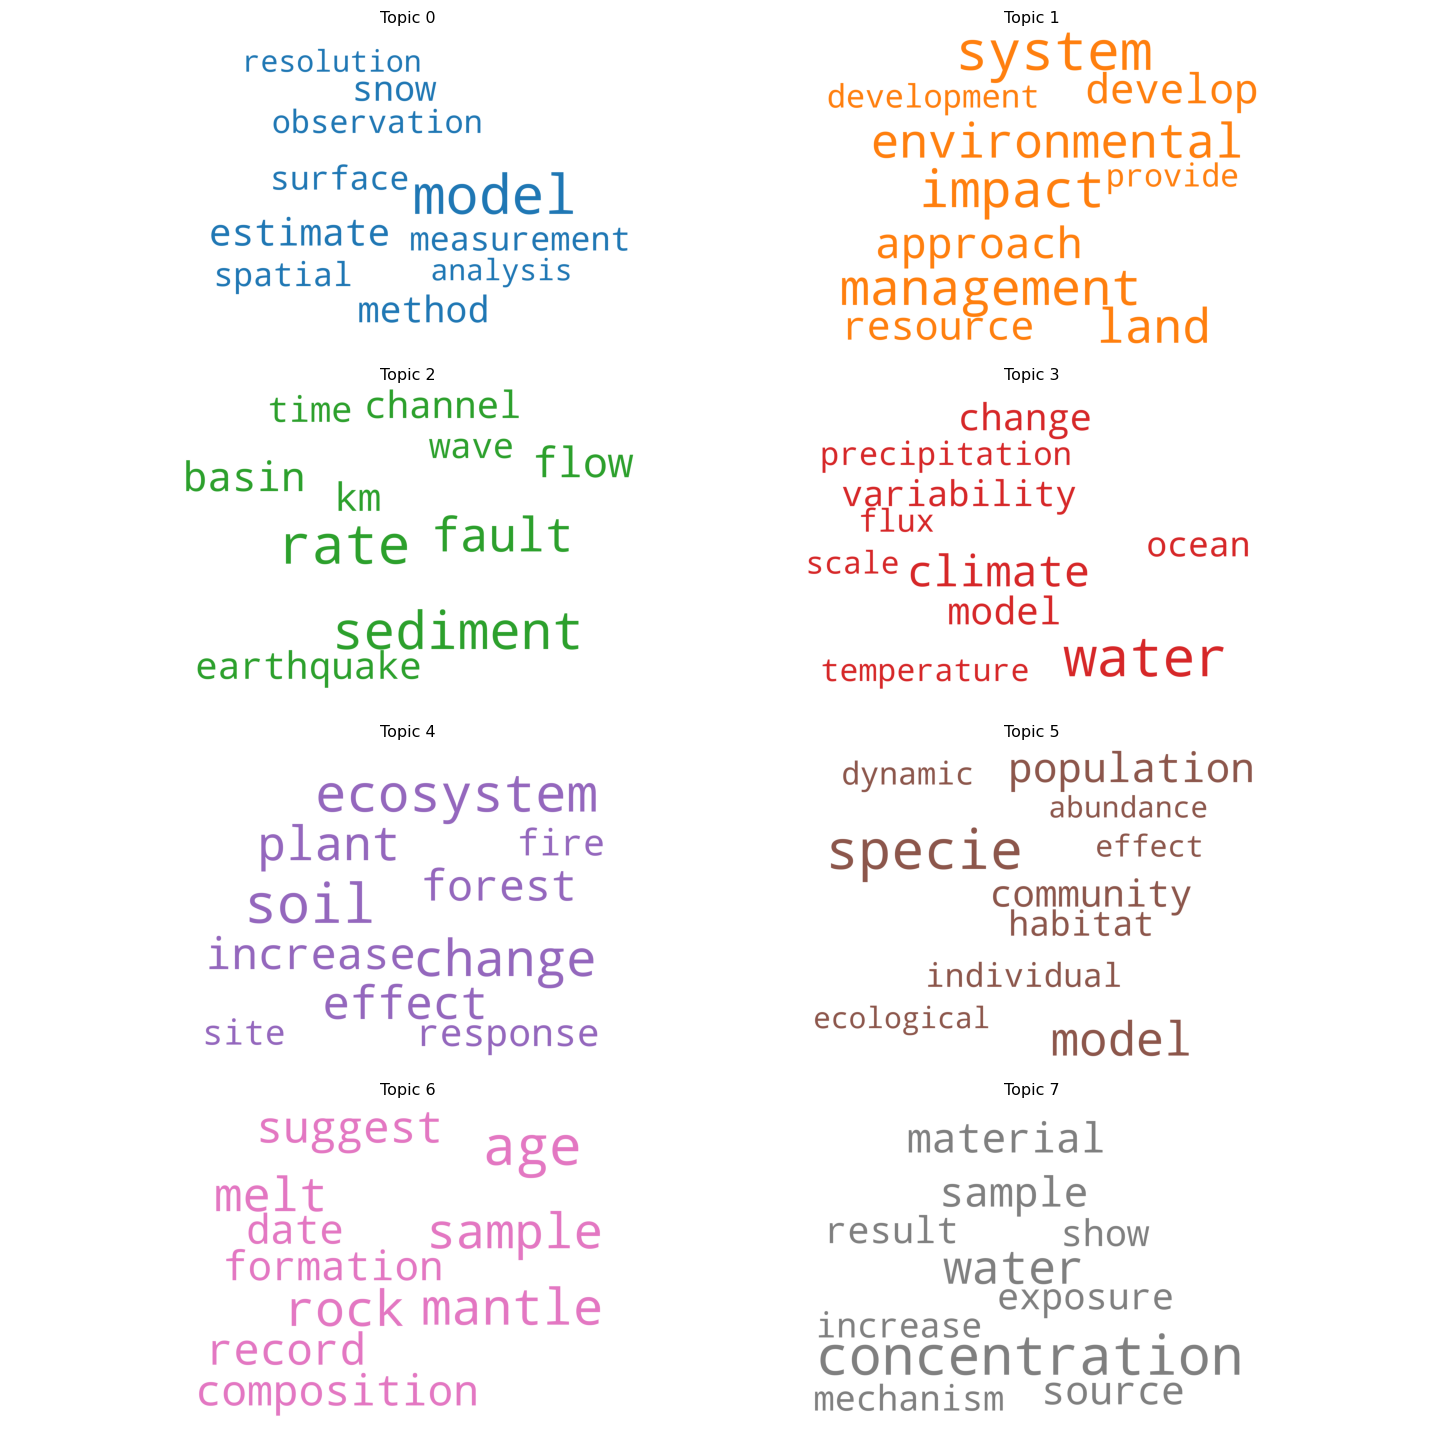 Topic 0
resolution
snow
observation
surface
model
estimate
measurement
spatial
analysis
method
Topic 1
system
develop
development
environmental
provide
impact
approach
management
resource
land
Topic 2
time
channel
wave
flow
basin
km
rate
fault
sediment
earthquake
Topic 3
change
precipitation
variability
flux
ocean
scale
climate
model
water
temperature
Topic 4
ecosystem
plant
fire
forest
soil
increase
change
effect
site
response
Topic 5
dynamic
population
abundance
specie
effect
community
habitat
individual
ecological
model
Topic 6
suggest
age
melt
date
sample
formation
rock
mantle
record
composition
Topic 7
material
sample
result
show
water
exposure
increase
concentration
mechanism
source